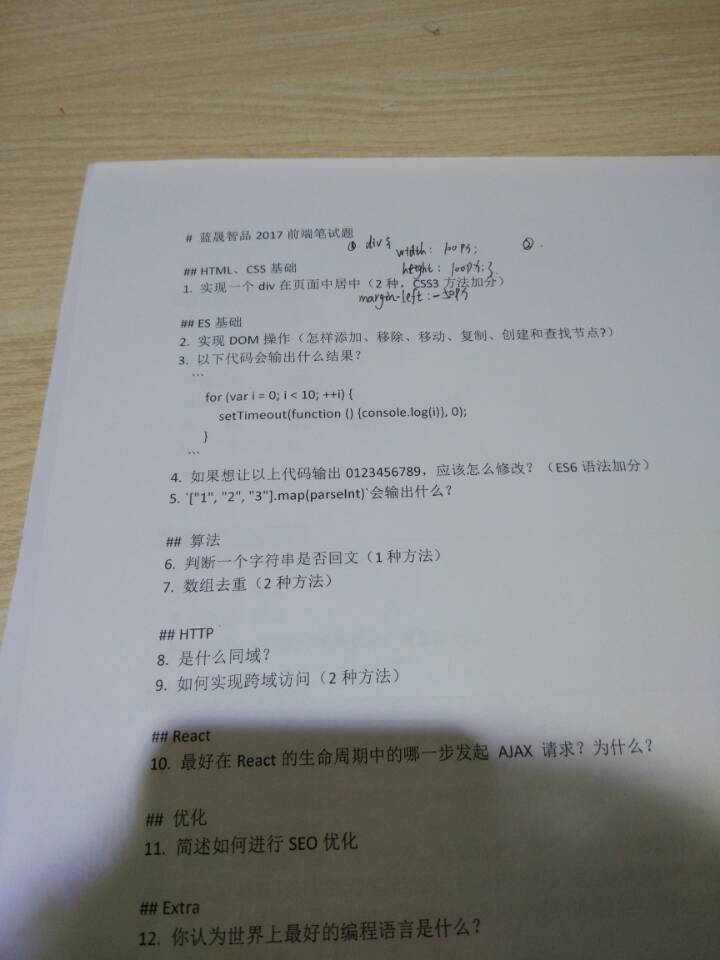 # 蓝晟智品 2017 前端笔试题
① div{ width: 100px; ②
height: 100px; }
margin-left: -50px
## HTML、CSS 基础
1. 实现一个 div 在页面中居中（2 种，CSS3 方法加分）
## ES 基础
2. 实现 DOM 操作（怎样添加、移除、移动、复制、创建和查找节点?）
3. 以下代码会输出什么结果？
```
for (var i = 0; i < 10; ++i) {
setTimeout(function () {console.log(i)}, 0);
}
```
4. 如果想让以上代码输出 0123456789，应该怎么修改？（ES6 语法加分）
5. `["1", "2", "3"].map(parseInt)`会输出什么？
## 算法
6. 判断一个字符串是否回文（1 种方法）
7. 数组去重（2 种方法）
## HTTP
8. 是什么同域？
9. 如何实现跨域访问（2 种方法）
## React
10. 最好在 React 的生命周期中的哪一步发起 AJAX 请求？为什么？
## 优化
11. 简述如何进行 SEO 优化
## Extra
12. 你认为世界上最好的编程语言是什么？